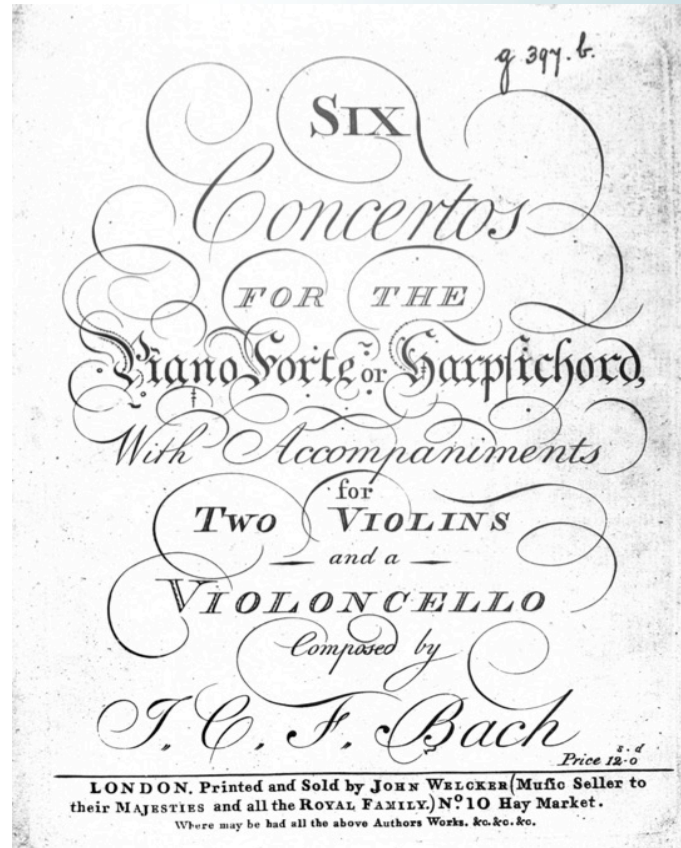 g 397. b.
SIX
Concertos
FOR THE
Piano Forte or Harpsichord,
With Accompaniments
for
TWO VIOLINS
and a
VIOLONCELLO
Composed by
J. C. F. Bach
s. d
Price 12-0
LONDON. Printed and Sold by JOHN WELCKER (Muſic Seller to
their MAJESTIES and all the ROYAL FAMILY.) No. 10 Hay Market.
Where may be had all the above Authors Works. &c. &c. &c.